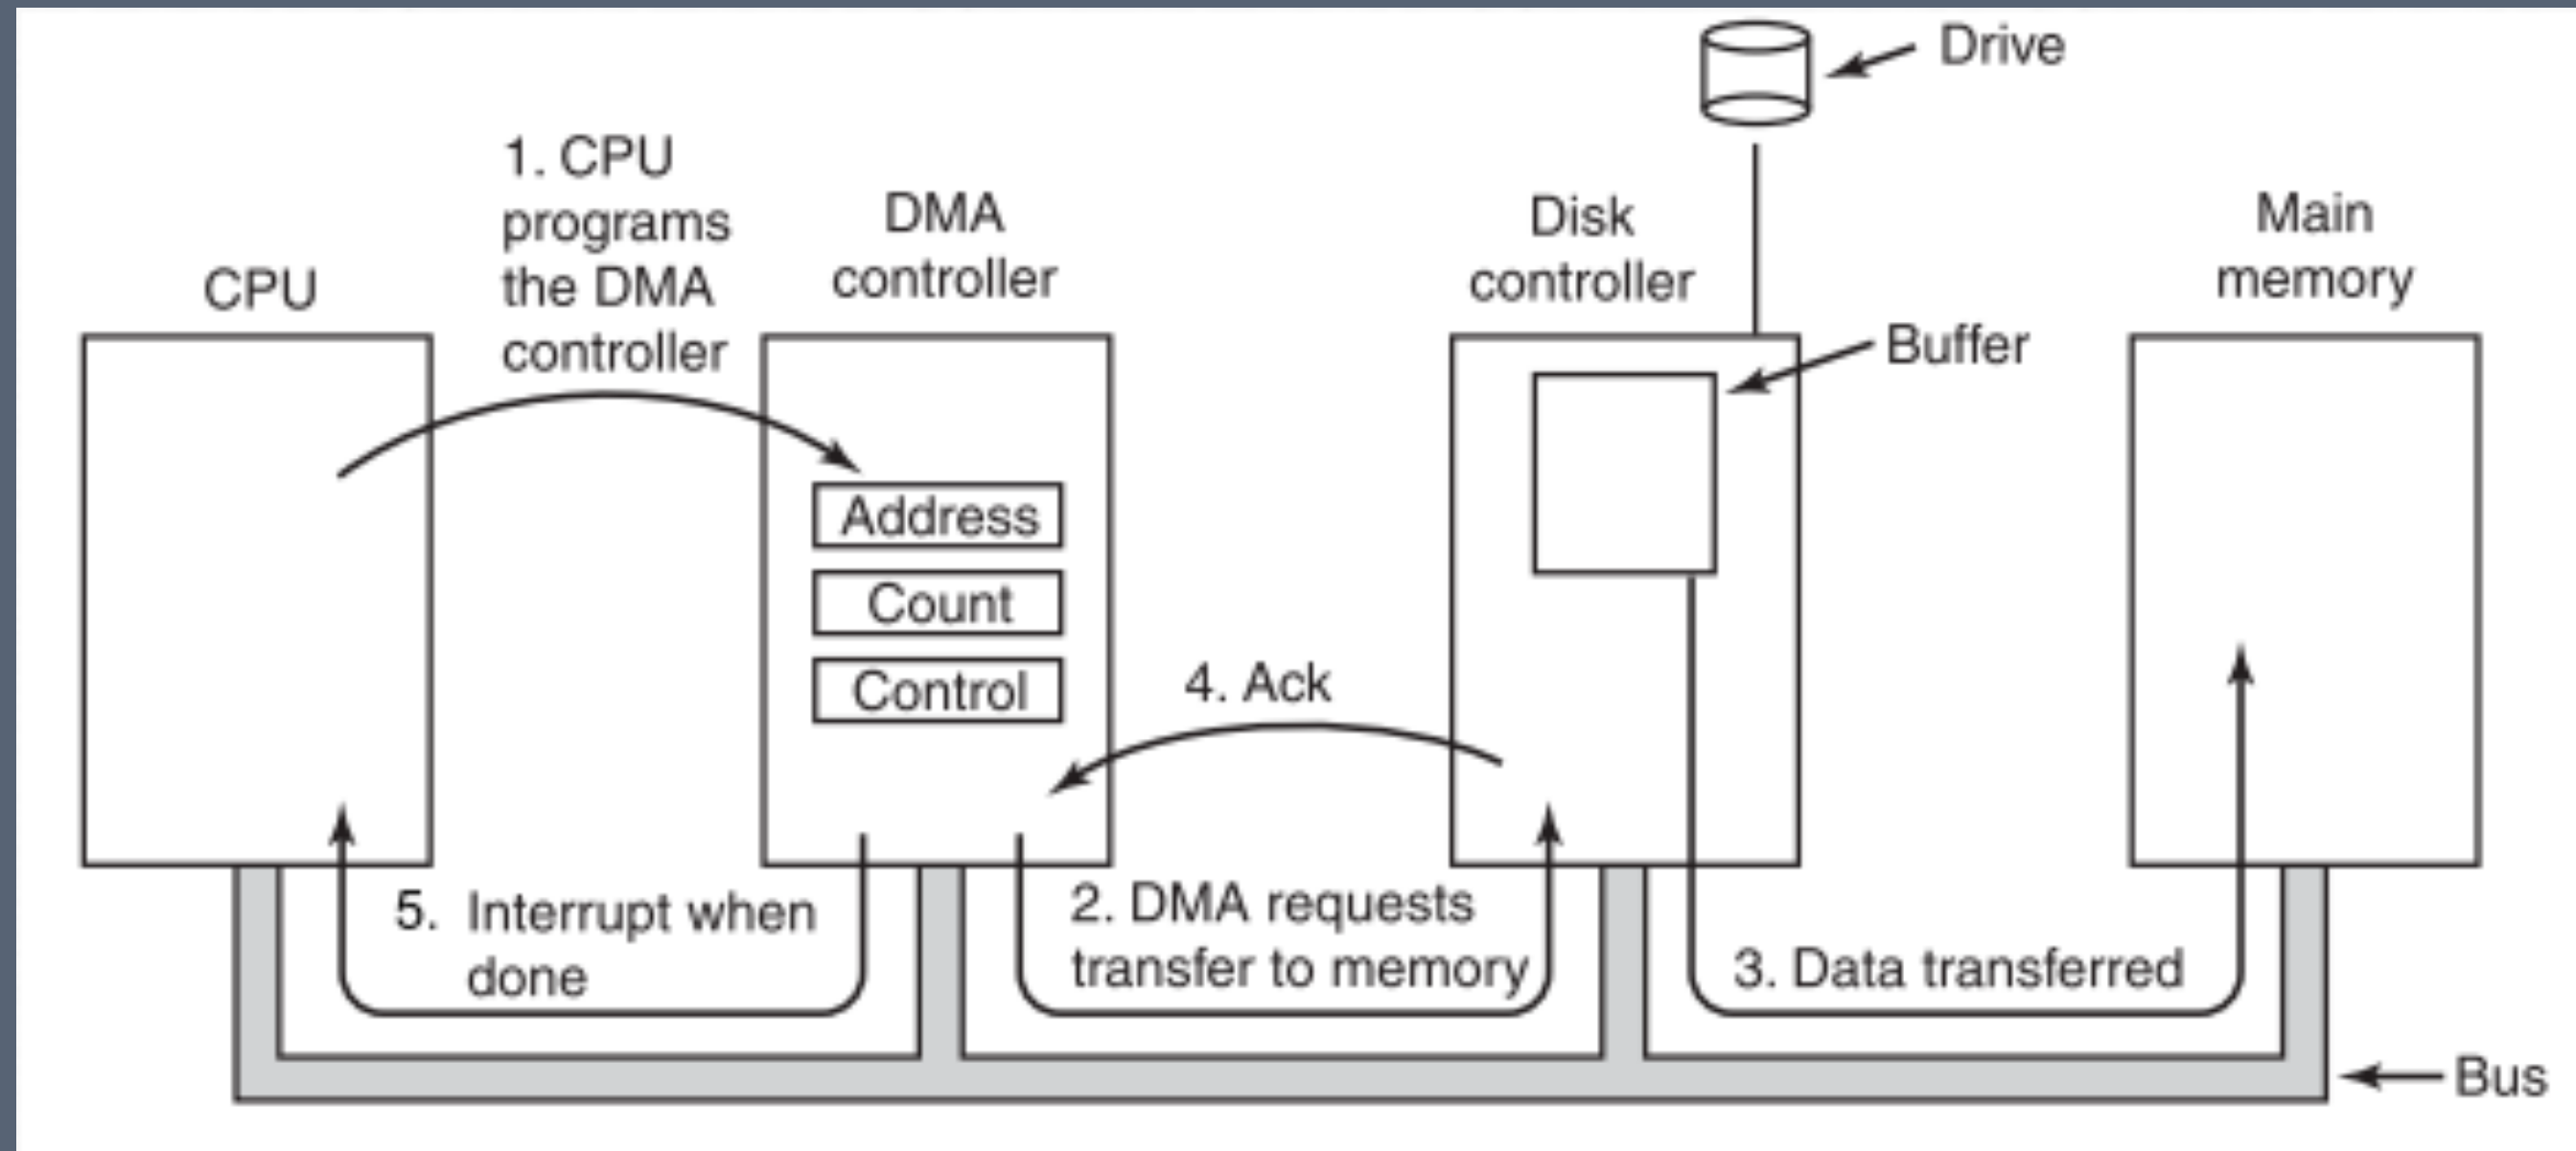 Drive
1. CPU
programs
the DMA
controller
CPU
DMA
controller
Disk
controller
Main
memory
Buffer
Address
Count
Control
4. Ack
5. Interrupt when
done
2. DMA requests
transfer to memory
3. Data transferred
Bus